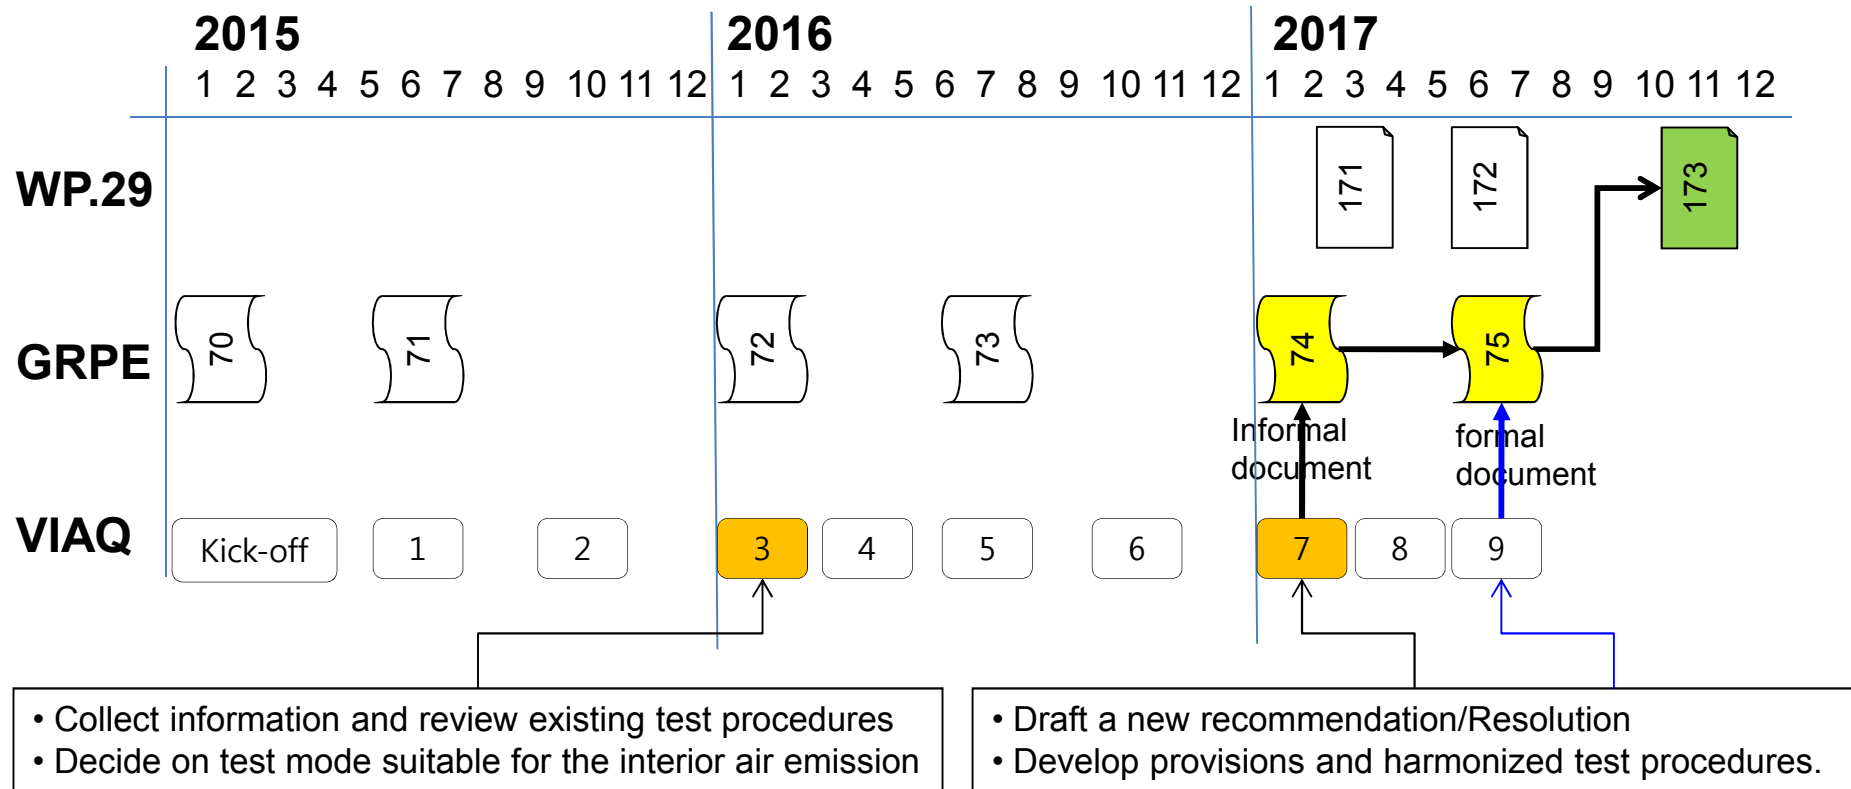 2015 2016 2017
1 2 3 4 5 6 7 8 9 10 11 12 1 2 3 4 5 6 7 8 9 10 11 12 1 2 3 4 5 6 7 8 9 10 11 12
WP.29 171 172 173
GRPE 70 71 72 73 74 75
Informal
document
formal
document
VIAQ Kick-off 1 2 3 4 5 6 7 8 9
• Collect information and review existing test procedures
• Decide on test mode suitable for the interior air emission
• Draft a new recommendation/Resolution
• Develop provisions and harmonized test procedures.